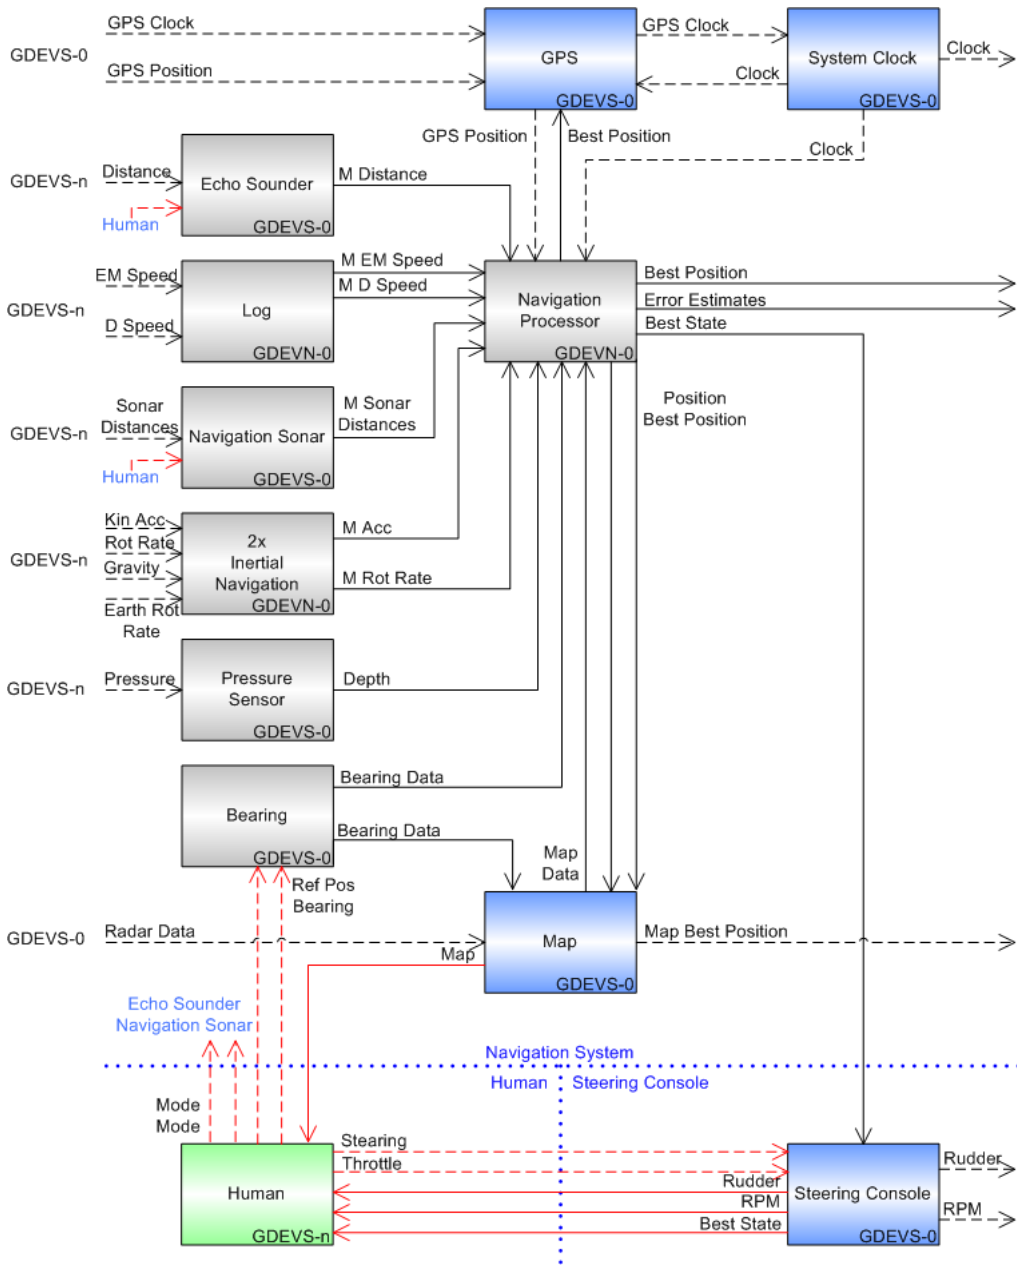 GPS Clock
GDEVS-0
GPS Position
GPS
GDEVS-0
GPS Clock
Clock
System Clock
GDEVS-0
Clock
GPS Position
Best Position
Clock
GDEVS-n
Distance
Human
Echo Sounder
GDEVS-0
M Distance
GDEVS-n
EM Speed
D Speed
Log
GDEVN-0
M EM Speed
M D Speed
Navigation
Processor
GDEVN-0
Best Position
Error Estimates
Best State
Position
Best Position
GDEVS-n
Sonar
Distances
Human
Navigation Sonar
GDEVS-0
M Sonar
Distances
GDEVS-n
Kin Acc
Rot Rate
Gravity
Earth Rot
Rate
2x
Inertial
Navigation
GDEVN-0
M Acc
M Rot Rate
GDEVS-n
Pressure
Pressure
Sensor
GDEVS-0
Depth
Bearing
GDEVS-0
Bearing Data
Bearing Data
Ref Pos
Bearing
Map
Data
GDEVS-0
Radar Data
Map
Map
GDEVS-0
Map Best Position
Echo Sounder
Navigation Sonar
Navigation System
Human
Steering Console
Mode
Mode
Human
GDEVS-n
Stearing
Throttle
Rudder
RPM
Best State
Steering Console
GDEVS-0
Rudder
RPM